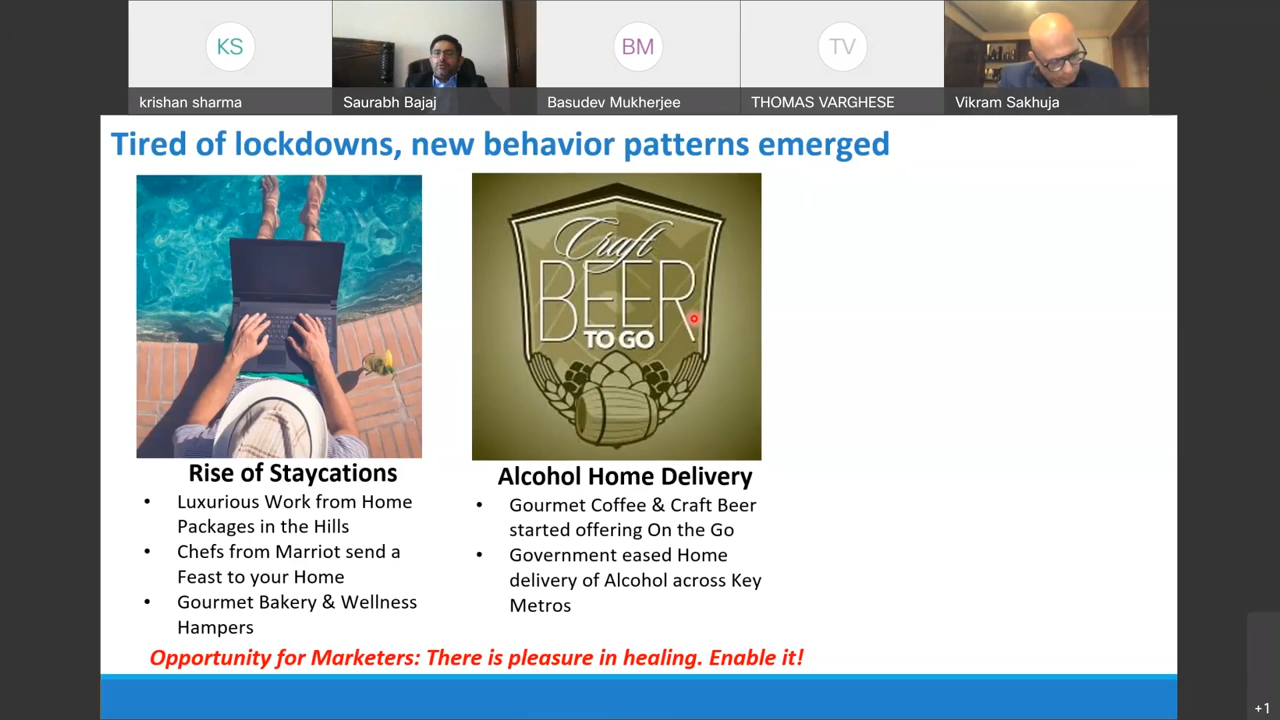 KS
BM
TV
krishan sharma
Saurabh Bajaj
Basudev Mukherjee
THOMAS VARGHESE
Vikram Sakhuja
Tired of lockdowns, new behavior patterns emerged
Craft
BEER
TO GO
Rise of Staycations
• Luxurious Work from Home
Packages in the Hills
• Chefs from Marriot send a
Feast to your Home
• Gourmet Bakery & Wellness
Hampers
Alcohol Home Delivery
• Gourmet Coffee & Craft Beer
started offering On the Go
• Government eased Home
delivery of Alcohol across Key
Metros
Opportunity for Marketers: There is pleasure in healing. Enable it!
+1